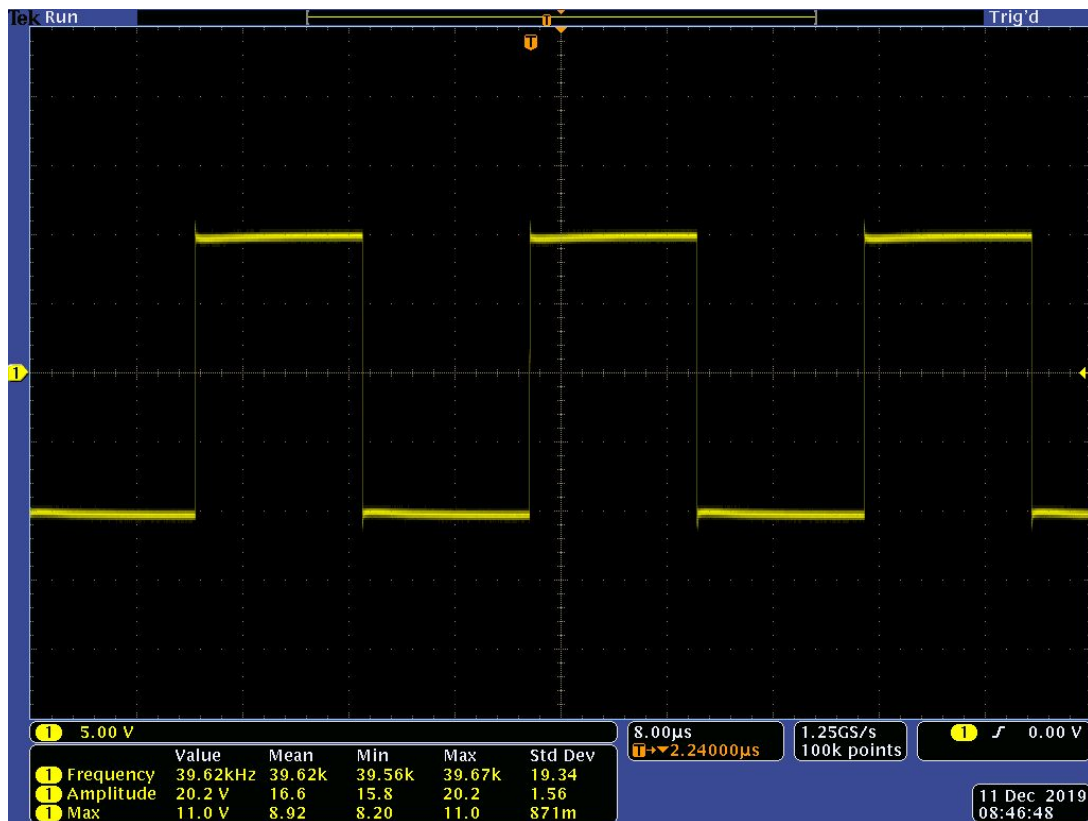 Tek Run Trig'd
T
T
1
1 5.00 V
8.00µs
T→▼2.24000µs
1.25GS/s
100k points
1 0.00 V
Value Mean Min Max Std Dev
1 Frequency 39.62kHz 39.62k 39.56k 39.67k 19.34
1 Amplitude 20.2 V 16.6 15.8 20.2 1.56
1 Max 11.0 V 8.92 8.20 11.0 871m
11 Dec 2019
08:46:48